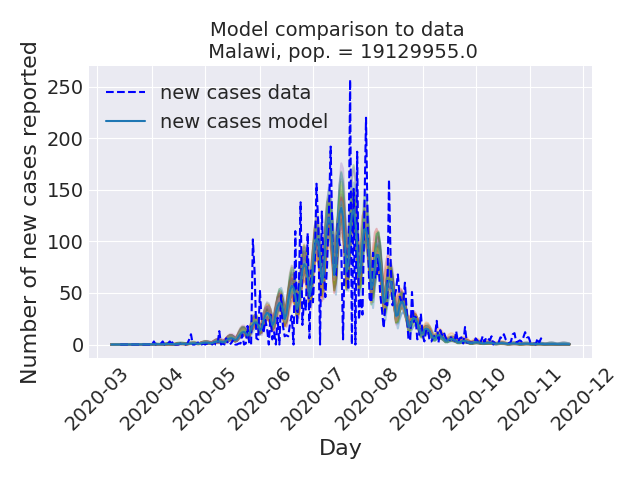 Model comparison to data
Malawi, pop. = 19129955.0
Number of new cases reported
250
200
150
100
50
0
new cases data
new cases model
2020-03
2020-04
2020-05
2020-06
2020-07
2020-08
2020-09
2020-10
2020-11
2020-12
Day